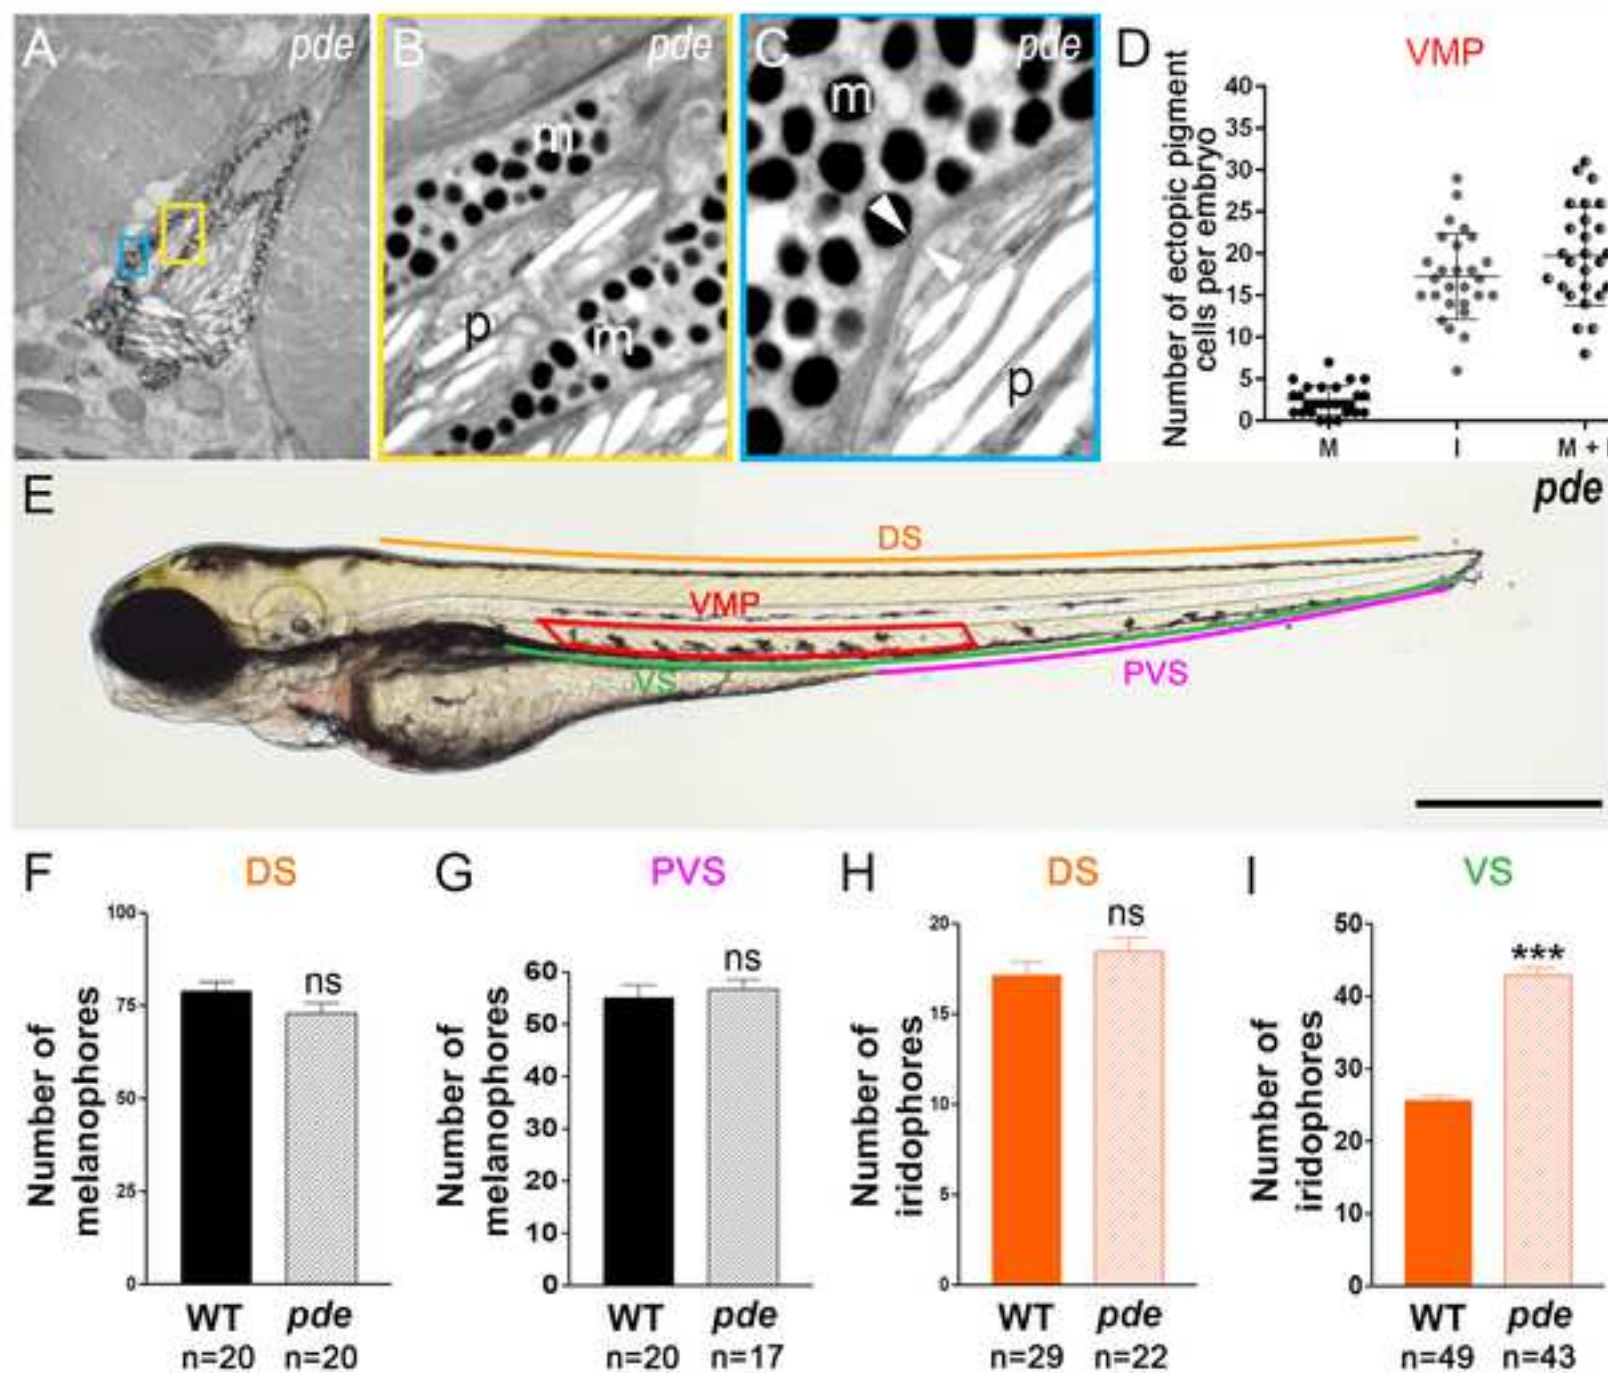 A pde
B pde
m
p
m
C pde
m
p
D VMP
Number of ectopic pigment
cells per embryo
40
35
30
25
20
15
10
5
0
M I M +
E pde
DS
VMP
VS
PVS
F DS
Number of
melanophores
100
75
50
25
0
ns
WT pde
n=20 n=20
G PVS
Number of
melanophores
60
50
40
30
20
10
0
ns
WT pde
n=20 n=17
H DS
Number of
iridophores
20
15
10
5
0
ns
WT pde
n=29 n=22
I VS
Number of
iridophores
50
40
30
20
10
0
***
WT pde
n=49 n=43